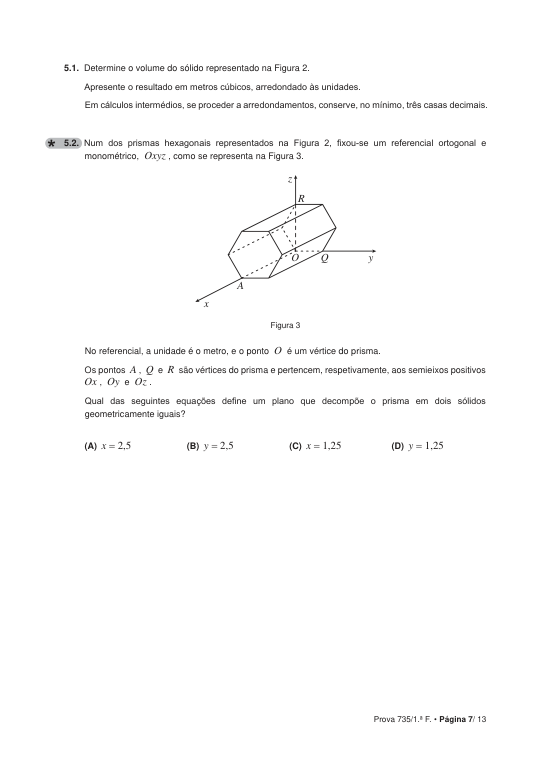 5.1. Determine o volume do sólido representado na Figura 2.
Apresente o resultado em metros cúbicos, arredondado às unidades.
Em cálculos intermédios, se proceder a arredondamentos, conserve, no mínimo, três casas decimais.
* 5.2. Num dos prismas hexagonais representados na Figura 2, fixou-se um referencial ortogonal e
monométrico, Oxyz , como se representa na Figura 3.
z
R
O
Q
y
A
x
Figura 3
No referencial, a unidade é o metro, e o ponto O é um vértice do prisma.
Os pontos A , Q e R são vértices do prisma e pertencem, respetivamente, aos semieixos positivos
Ox , Oy e Oz .
Qual das seguintes equações define um plano que decompõe o prisma em dois sólidos
geometricamente iguais?
(A) x = 2,5 (B) y = 2,5 (C) x = 1,25 (D) y = 1,25
Prova 735/1.ª F. • Página 7/ 13